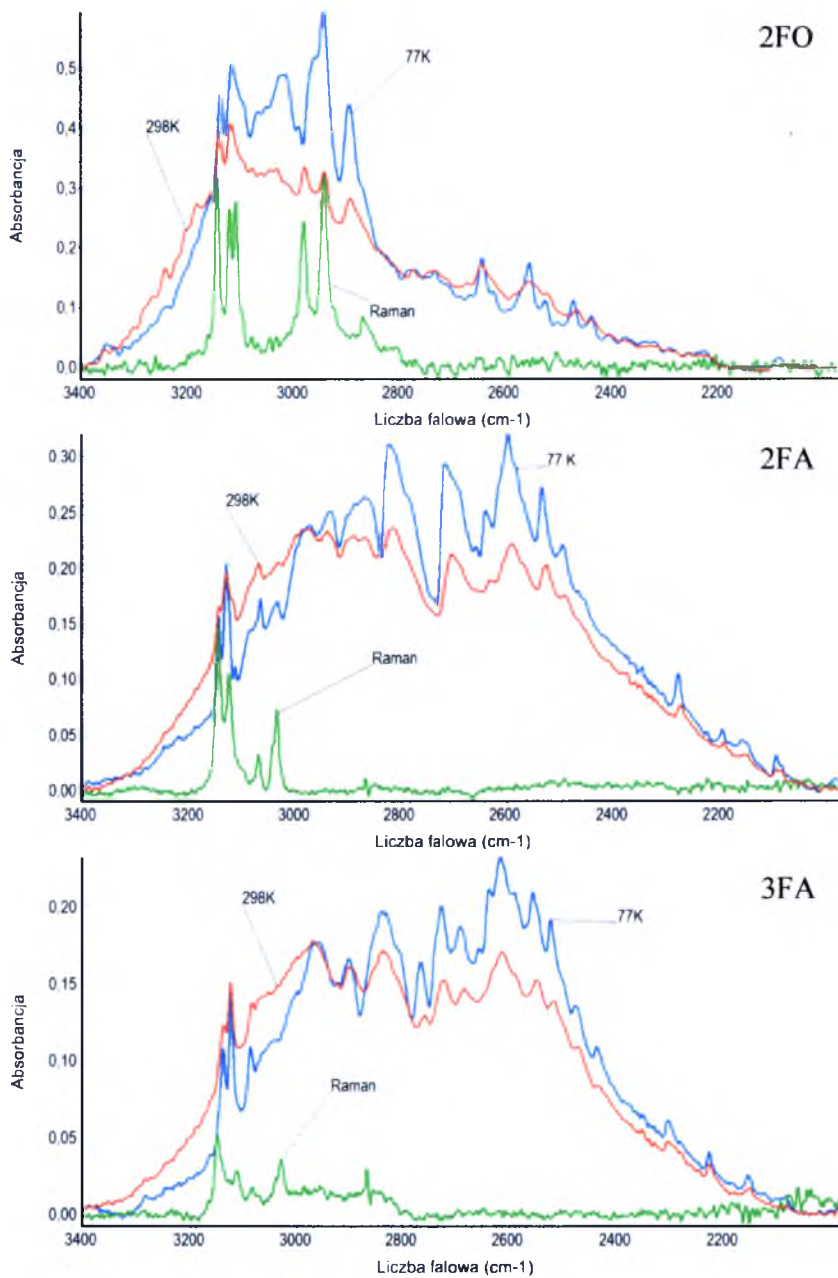 2FO
77K
298K
Raman
Absorbancja
0.5
0.4
0.3
0.2
0.1
0.0
3400 3200 3000 2800 2600 2400 2200
Liczba falowa (cm-1)
2FA
77 K
298K
Raman
Absorbancja
0.30
0.25
0.20
0.15
0.10
0.05
0.00
3400 3200 3000 2800 2600 2400 2200
Liczba falowa (cm-1)
3FA
298K
77K
Raman
Absorbancja
0.20
0.15
0.10
0.05
0.00
3400 3200 3000 2800 2600 2400 2200
Liczba falowa (cm-1)